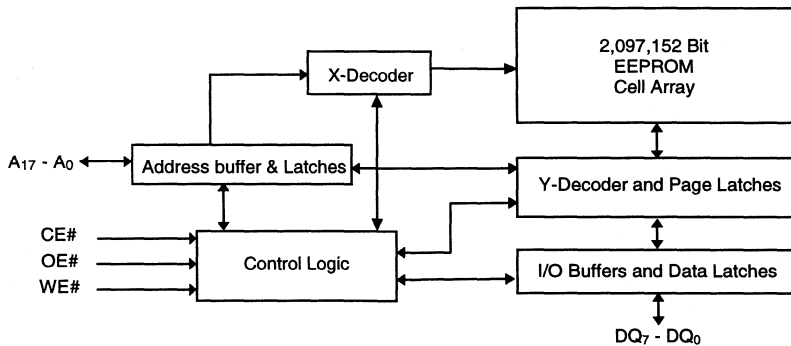 2,097,152 Bit
EEPROM
Cell Array
X-Decoder
A17 - A0
Address buffer & Latches
Y-Decoder and Page Latches
CE#
OE#
WE#
Control Logic
I/O Buffers and Data Latches
DQ7 - DQ0